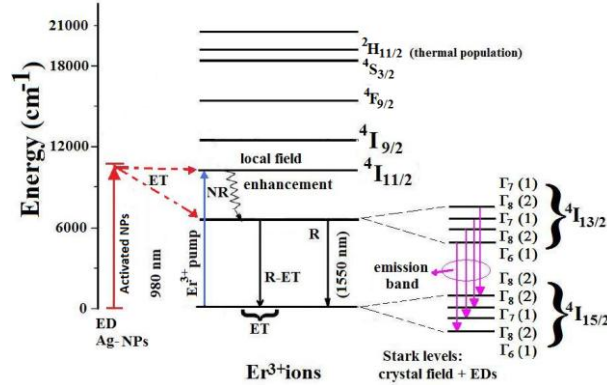 Energy (cm⁻¹)
21000
18000
12000
6000
0
²H₁₁/₂ (thermal population)
⁴S₃/₂
⁴F₉/₂
⁴I₉/₂
⁴I₁₁/₂
local field
enhancement
ET
NR
Activated NPs
980 nm
Er³⁺ pump
R-ET
R
(1550 nm)
ET
ED
Ag-NPs
Er³⁺ions
Γ₇ (1)
Γ₈ (2)
Γ₇ (1)
Γ₈ (2)
Γ₆ (1)
⁴I₁₃/₂
emission
band
Γ₈ (2)
Γ₈ (2)
Γ₇ (1)
Γ₈ (2)
Γ₆ (1)
⁴I₁₅/₂
Stark levels:
crystal field + EDs